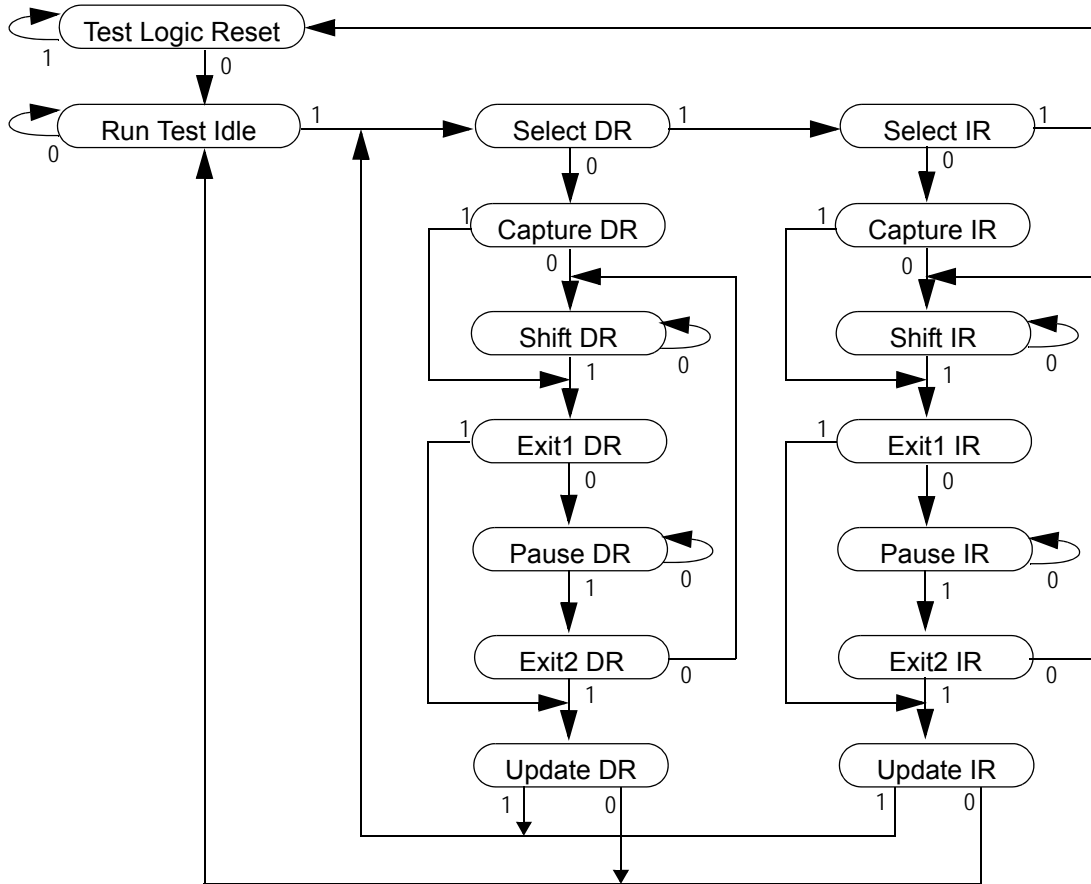 Test Logic Reset
1
0
Run Test Idle
1
Select DR
1
Select IR
1
0
0
0
1
Capture DR
1
Capture IR
0
0
Shift DR
Shift IR
0
0
1
1
1
Exit1 DR
1
Exit1 IR
0
0
Pause DR
Pause IR
0
0
1
1
Exit2 DR
Exit2 IR
0
0
1
1
Update DR
Update IR
1
0
1
0